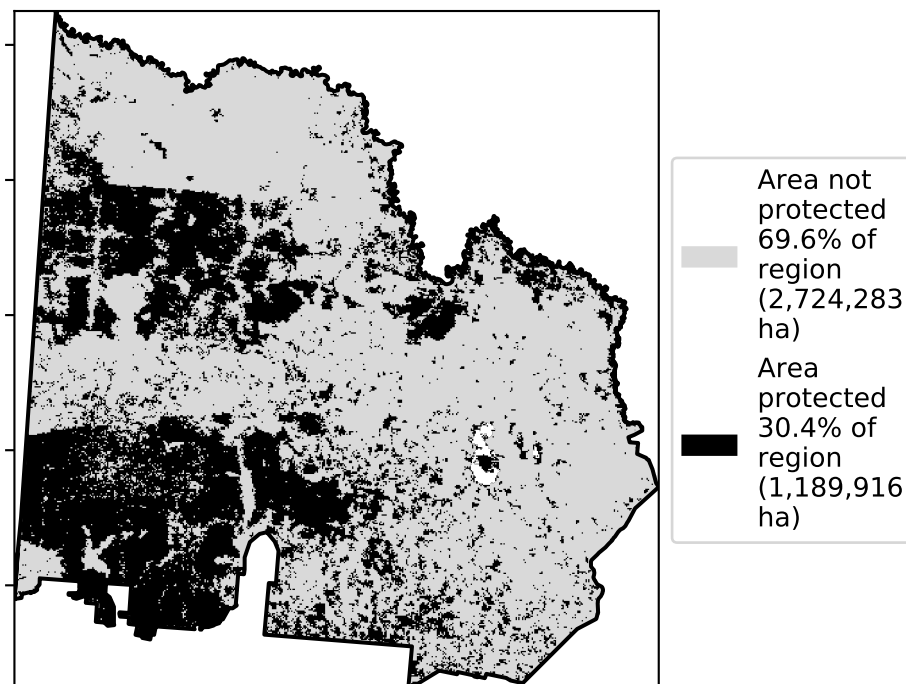 Area not
protected
69.6% of
region
(2,724,283
ha)
Area
protected
30.4% of
region
(1,189,916
ha)